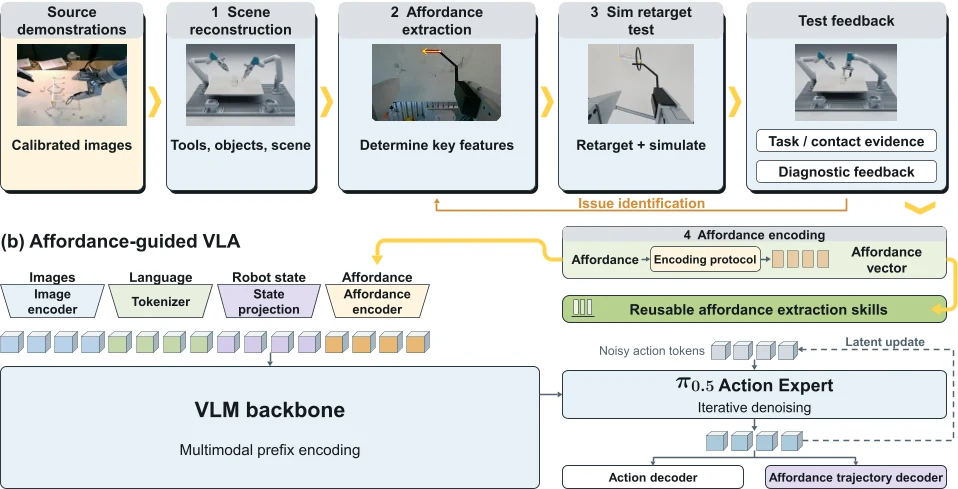 Source
demonstrations
Calibrated images
1 Scene
reconstruction
Tools, objects, scene
2 Affordance
extraction
Determine key features
3 Sim retarget
test
Retarget + simulate
Test feedback
Task / contact evidence
Diagnostic feedback
Issue identification
4 Affordance encoding
Affordance
Encoding protocol
Affordance
vector
Reusable affordance extraction skills
(b) Affordance-guided VLA
Images
Image
encoder
Language
Tokenizer
Robot state
State
projection
Affordance
Affordance
encoder
VLM backbone
Multimodal prefix encoding
Noisy action tokens
Latent update
π0.5 Action Expert
Iterative denoising
Action decoder
Affordance trajectory decoder